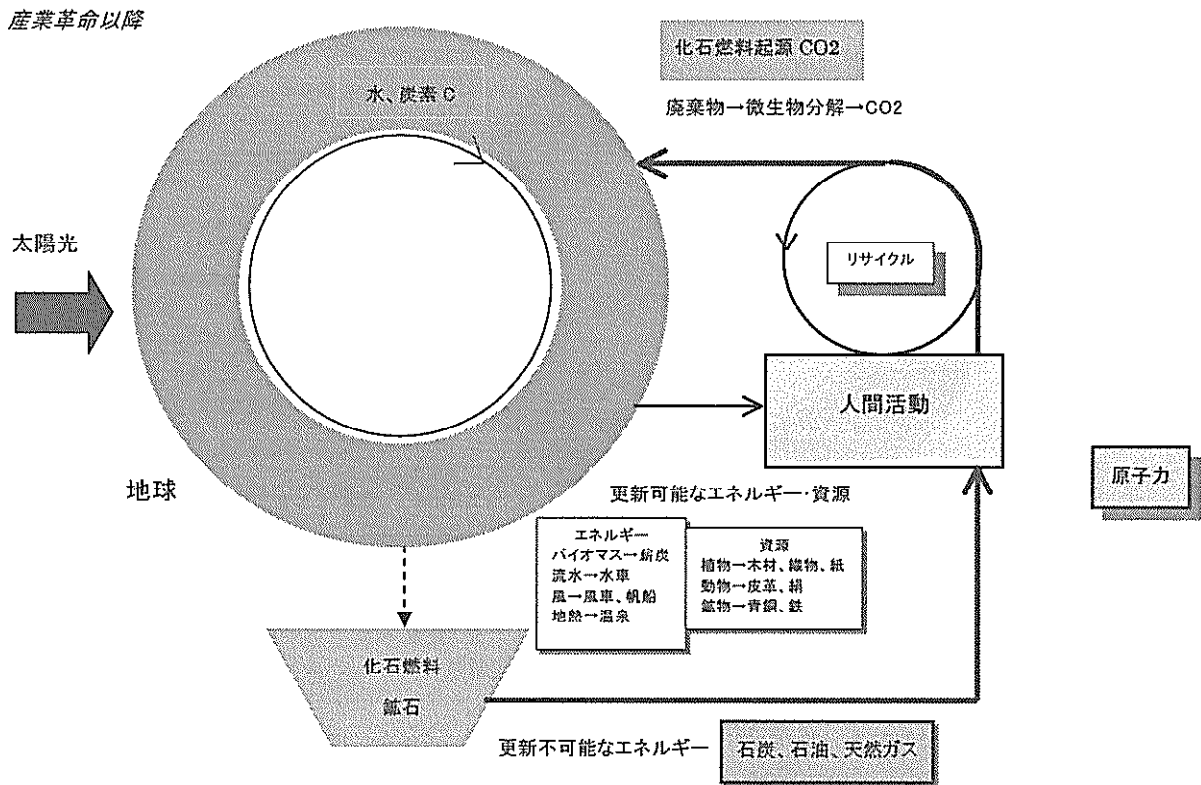 産業革命以降
化石燃料起源 CO2
水、炭素 C
廃棄物→微生物分解→CO2
太陽光
リサイクル
人間活動
原子力
地球
更新可能なエネルギー・資源
エネルギー
バイオマス→薪炭
流水→水車
風→風車、帆船
地熱→温泉
資源
植物→木材、織物、紙
動物→皮革、絹
鉱物→青銅、鉄
化石燃料
鉱石
更新不可能なエネルギー
石炭、石油、天然ガス